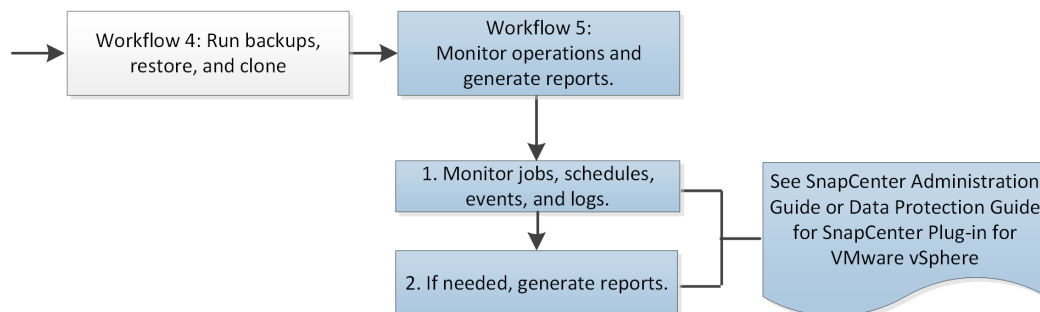 Workflow 4: Run backups,
restore, and clone
Workflow 5:
Monitor operations and
generate reports.
1. Monitor jobs, schedules,
events, and logs.
2. If needed, generate reports.
See SnapCenter Administration
Guide or Data Protection Guide
for SnapCenter Plug-in for
VMware vSphere